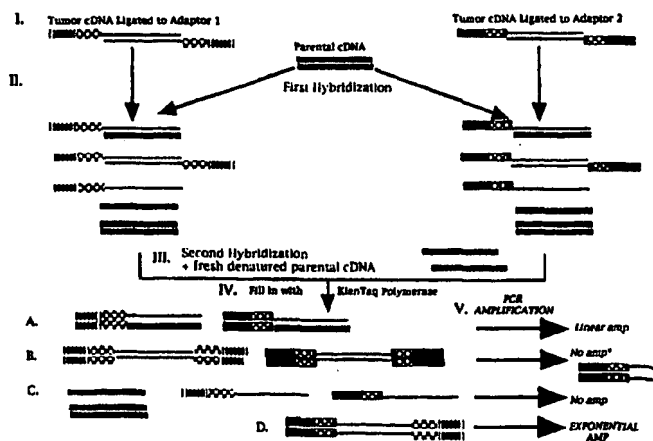 I.
Tumor cDNA Ligated to Adaptor 1
Tumor cDNA Ligated to Adaptor 2
Parental cDNA
II.
First Hybridization
III. Second Hybridization
+ fresh denatured parental cDNA
IV. Fill in with KlenTaq Polymerase
V. PCR
AMPLIFICATION
A.
Linear amp
B.
No amp*
C.
No amp
D.
EXPONENTIAL
AMP